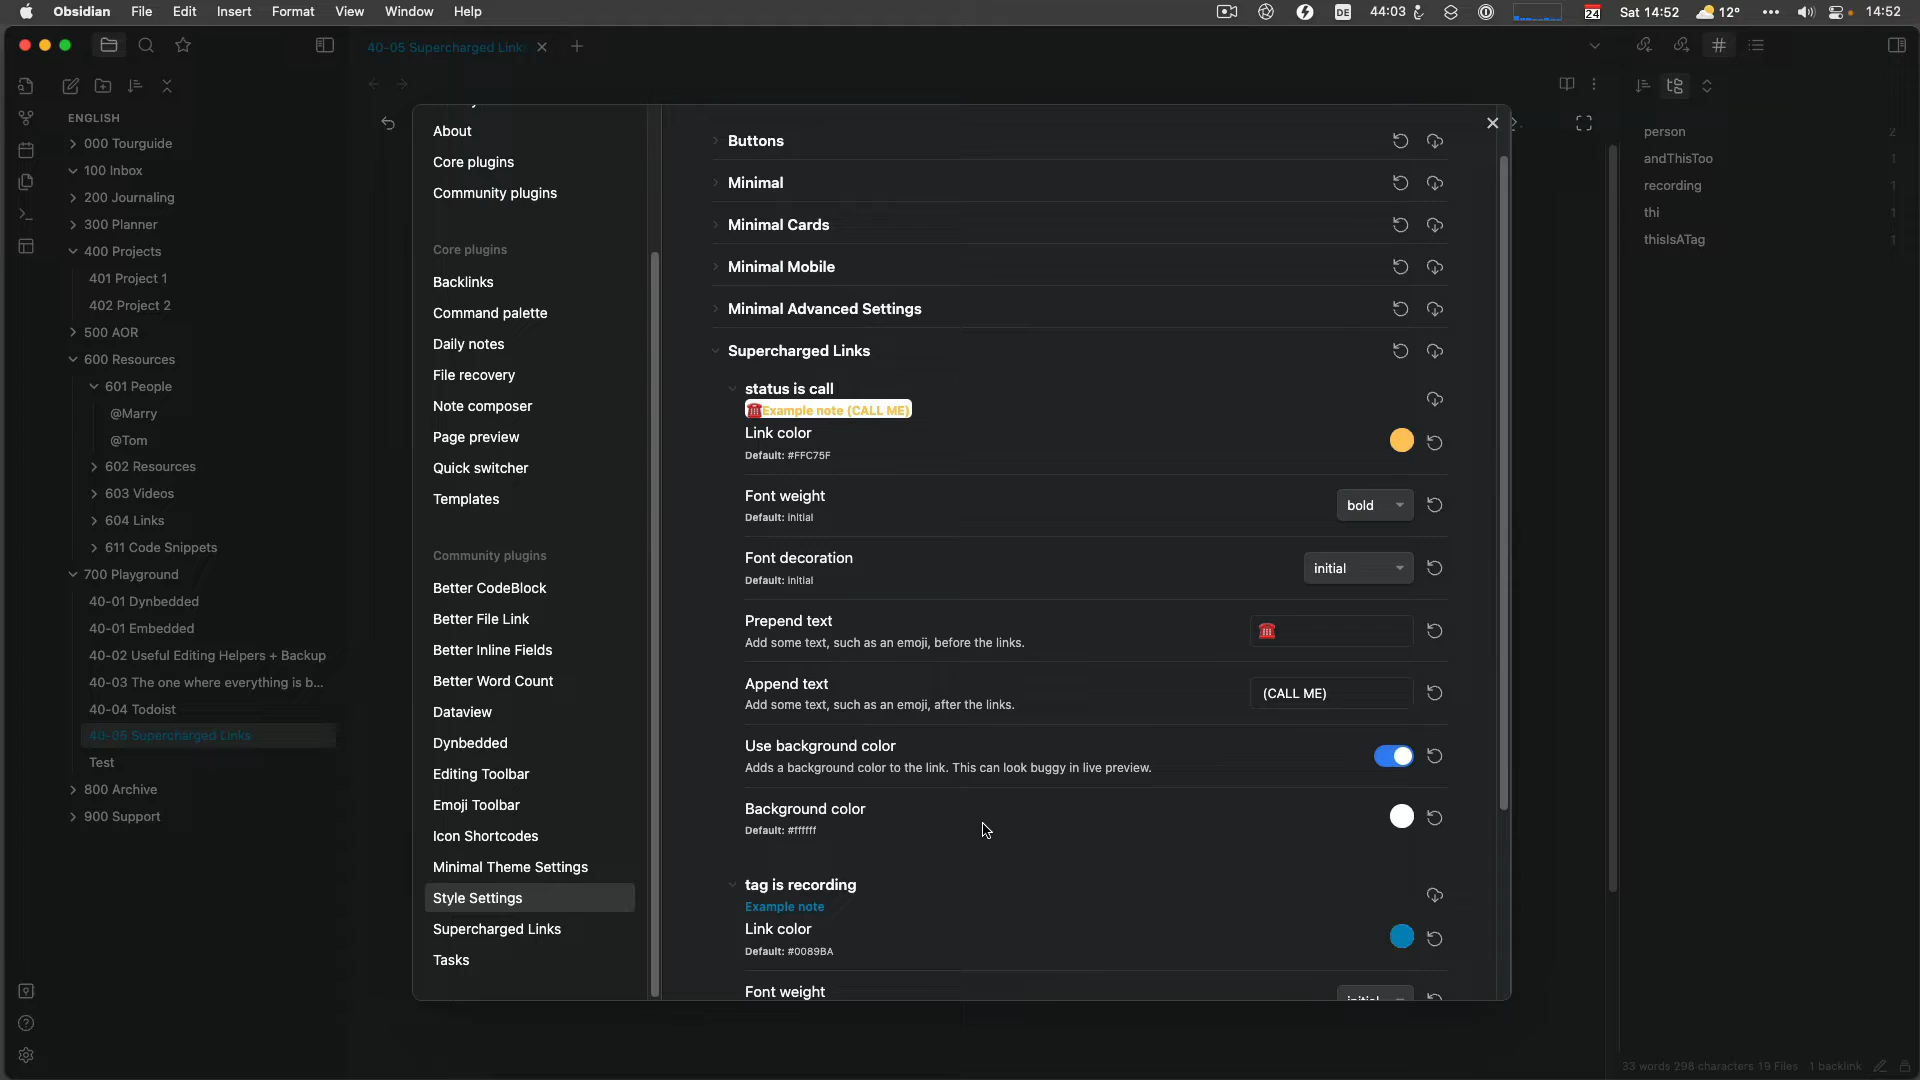 Obsidian File Edit Insert Format View Window Help
DE 44:03 24 Sat 14:52 12° 14:52
40-05 Supercharged Link
ENGLISH
000 Tourguide
100 Inbox
200 Journaling
300 Planner
400 Projects
401 Project 1
402 Project 2
500 AOR
600 Resources
601 People
@Marry
@Tom
602 Resources
603 Videos
604 Links
611 Code Snippets
700 Playground
40-01 Dynbedded
40-01 Embedded
40-02 Useful Editing Helpers + Backup
40-03 The one where everything is b...
40-04 Todoist
40-05 Supercharged Links
Test
800 Archive
900 Support
About
Core plugins
Community plugins
Core plugins
Backlinks
Command palette
Daily notes
File recovery
Note composer
Page preview
Quick switcher
Templates
Community plugins
Better CodeBlock
Better File Link
Better Inline Fields
Better Word Count
Dataview
Dynbedded
Editing Toolbar
Emoji Toolbar
Icon Shortcodes
Minimal Theme Settings
Style Settings
Supercharged Links
Tasks
Buttons
Minimal
Minimal Cards
Minimal Mobile
Minimal Advanced Settings
Supercharged Links
status is call
☎️Example note (CALL ME)
Link color
Default: #FFC75F
Font weight
Default: initial
bold
Font decoration
Default: initial
initial
Prepend text
Add some text, such as an emoji, before the links.
☎️
Append text
Add some text, such as an emoji, after the links.
(CALL ME)
Use background color
Adds a background color to the link. This can look buggy in live preview.
Background color
Default: #ffffff
tag is recording
Example note
Link color
Default: #0089BA
Font weight
initial
person 2
andThisToo 1
recording 1
thi 1
thisIsATag 1
33 words 298 characters 19 Files 1 backlink